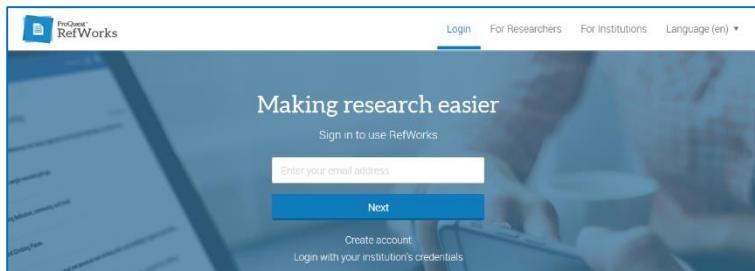 ProQuest®
RefWorks
Login For Researchers For Institutions Language (en) ▼
Making research easier
Sign in to use RefWorks
Enter your email address
Next
Create account
Login with your institution's credentials